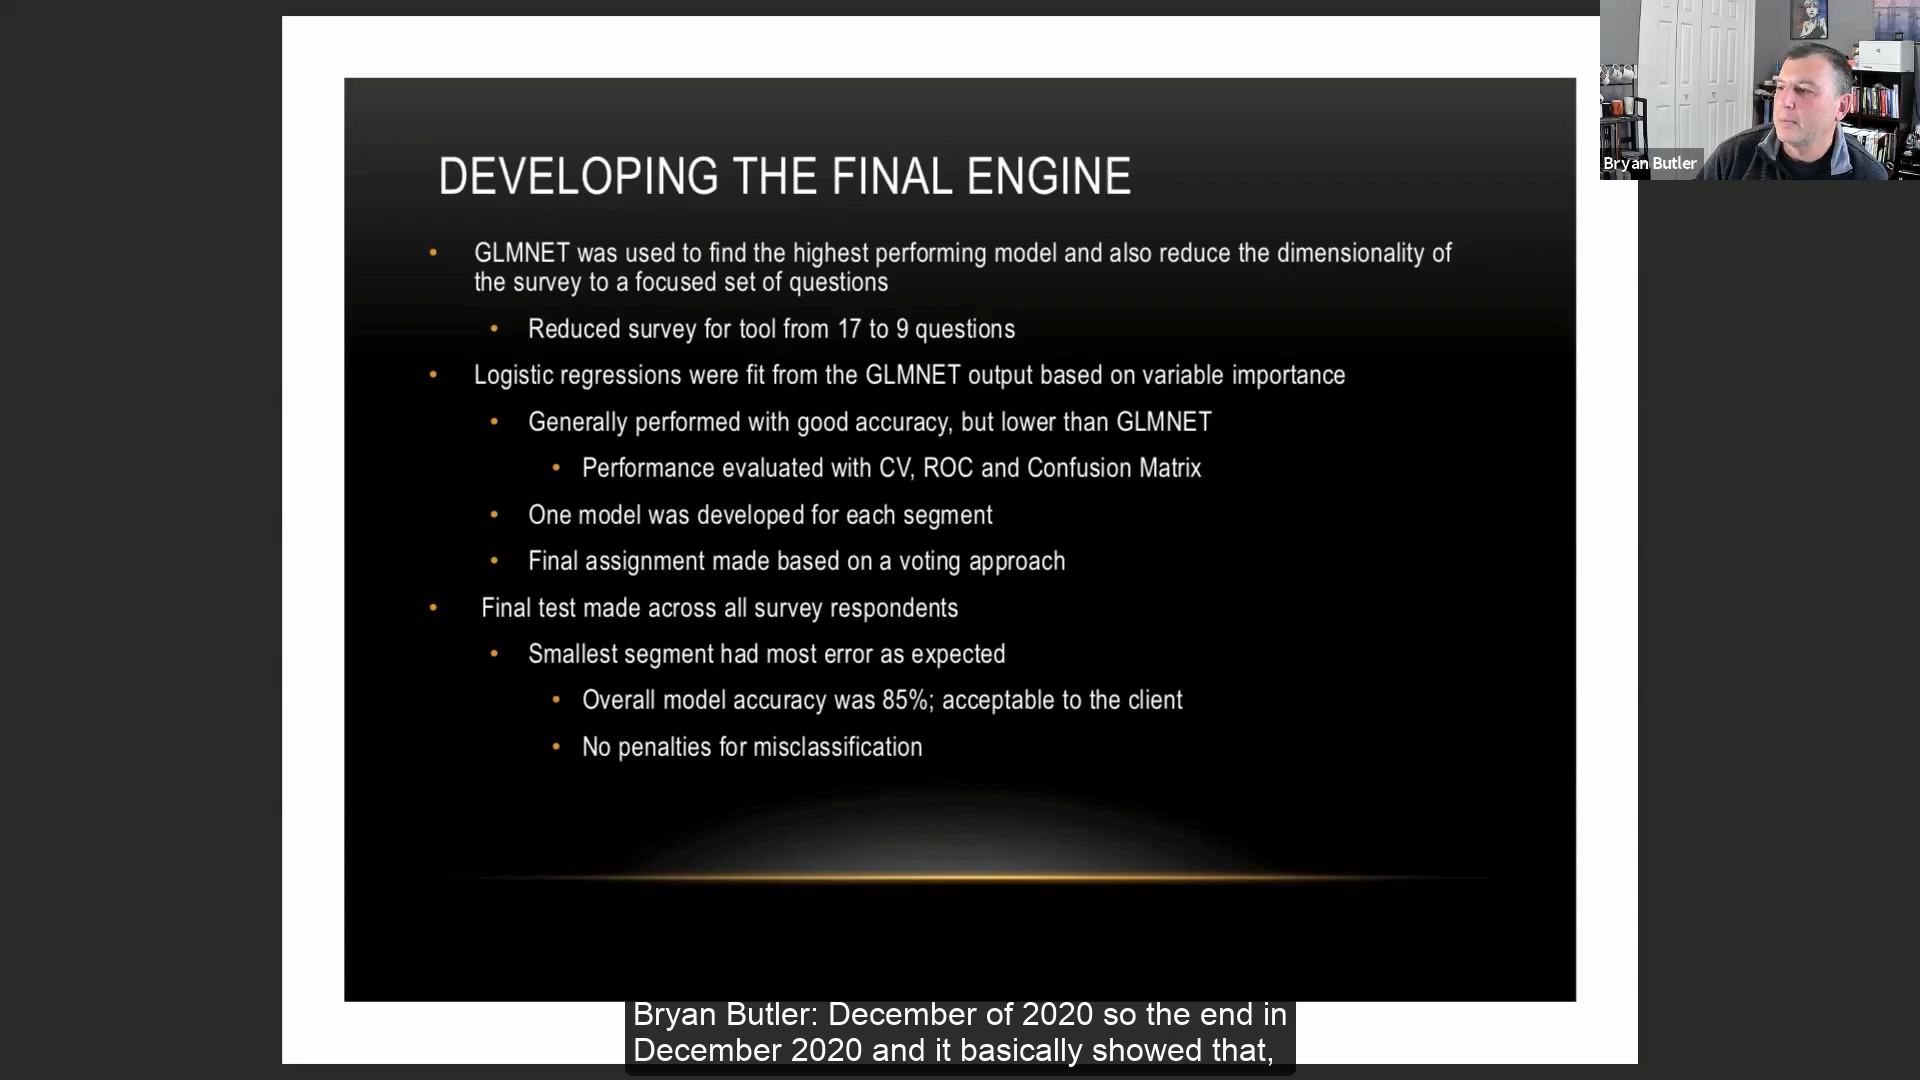 DEVELOPING THE FINAL ENGINE
• GLMNET was used to find the highest performing model and also reduce the dimensionality of
the survey to a focused set of questions
• Reduced survey for tool from 17 to 9 questions
• Logistic regressions were fit from the GLMNET output based on variable importance
• Generally performed with good accuracy, but lower than GLMNET
• Performance evaluated with CV, ROC and Confusion Matrix
• One model was developed for each segment
• Final assignment made based on a voting approach
• Final test made across all survey respondents
• Smallest segment had most error as expected
• Overall model accuracy was 85%; acceptable to the client
• No penalties for misclassification
Bryan Butler
Bryan Butler: December of 2020 so the end in
December 2020 and it basically showed that,